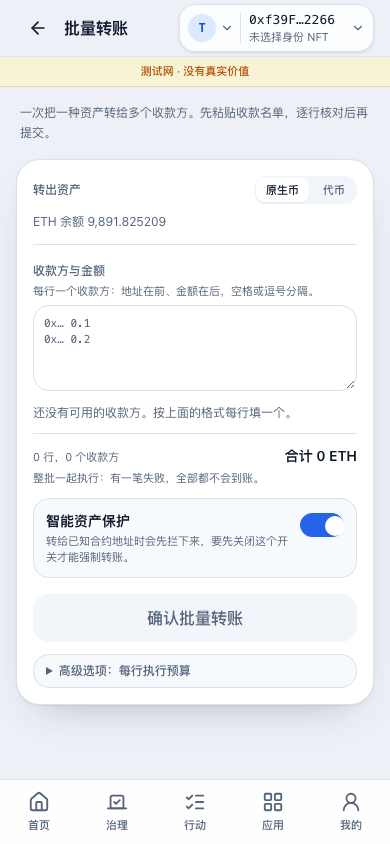 批量转账
T
0xf39F…2266
未选择身份 NFT
测试网 · 没有真实价值
一次把一种资产转给多个收款方。先粘贴收款名单，逐行核对后再
提交。
转出资产
原生币
代币
ETH 余额 9,891.825209
收款方与金额
每行一个收款方：地址在前、金额在后，空格或逗号分隔。
0x… 0.1
0x… 0.2
还没有可用的收款方。按上面的格式每行填一个。
0 行，0 个收款方
合计 0 ETH
整批一起执行：有一笔失败，全部都不会到账。
智能资产保护
转给已知合约地址时会先拦下来，要先关闭这个开
关才能强制转账。
确认批量转账
高级选项：每行执行预算
首页
治理
行动
应用
我的